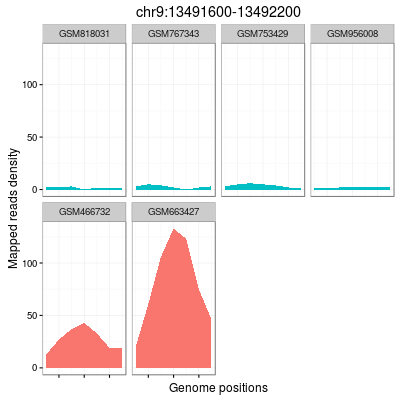 chr9:13491600-13492200
GSM818031 GSM767343 GSM753429 GSM956008
100
50
0
GSM466732 GSM663427
100
50
0
Mapped reads density
Genome positions